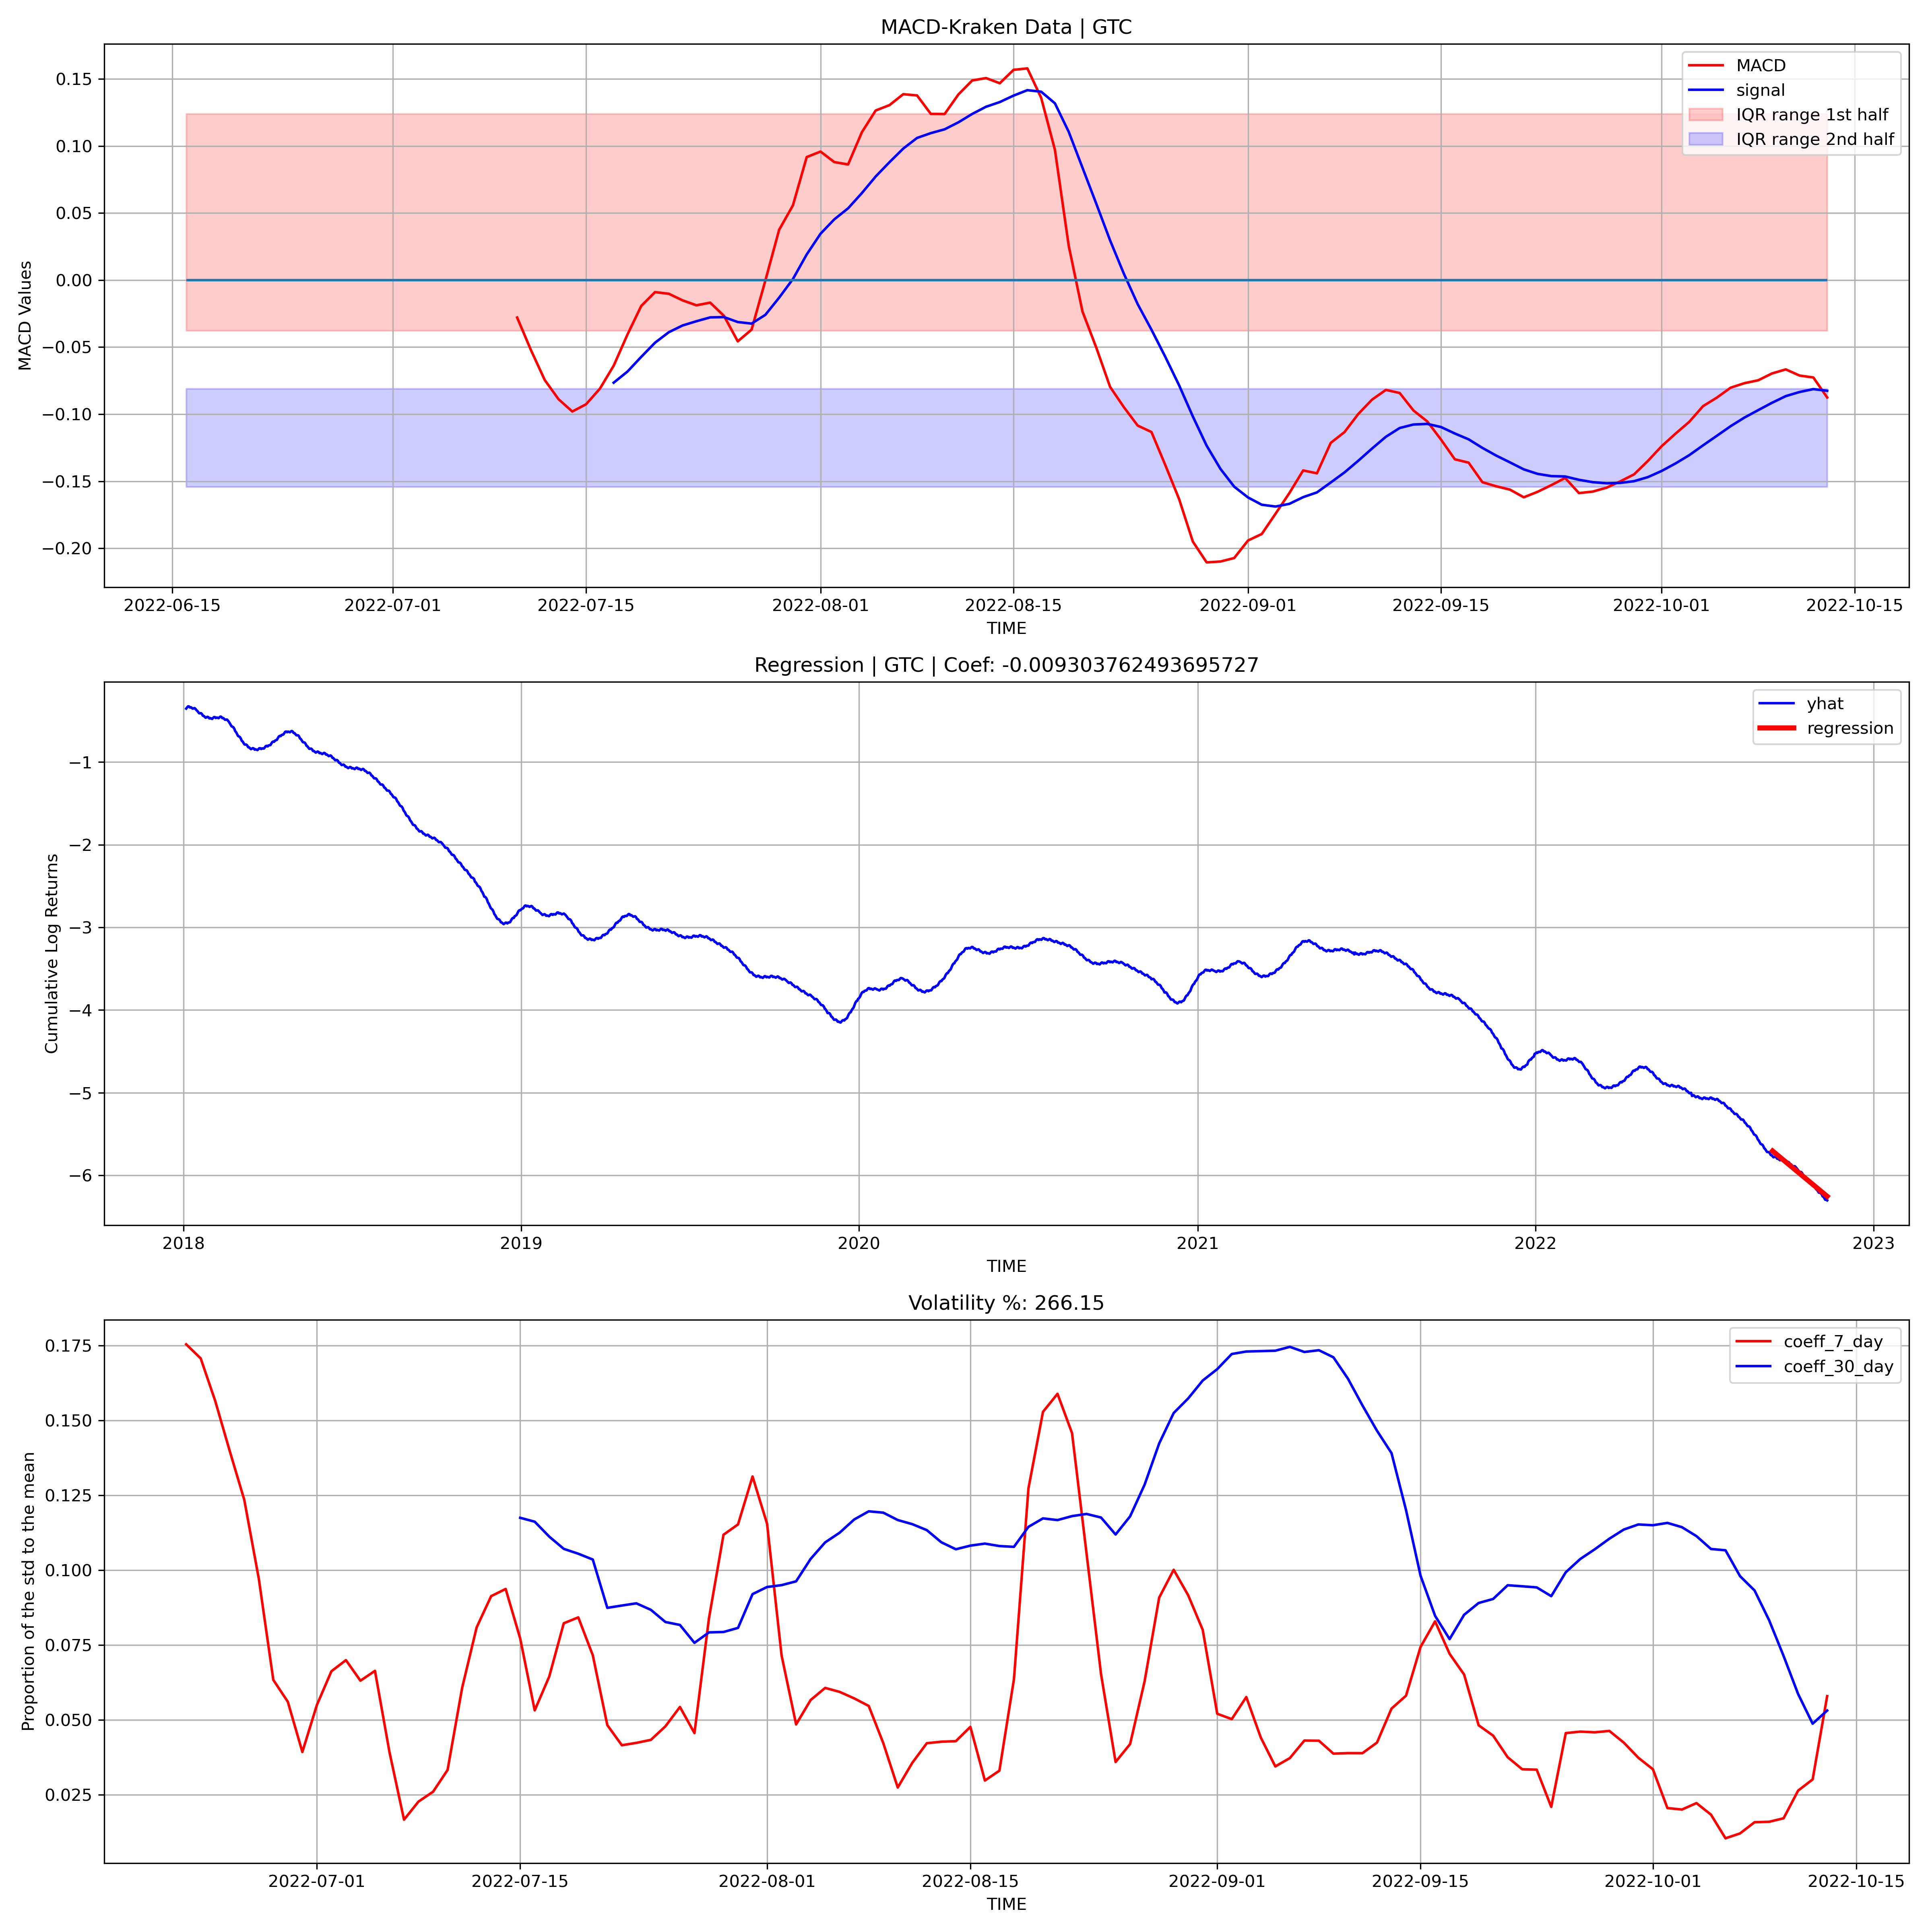 MACD-Kraken Data | GTC
MACD Values
0.15
0.10
0.05
0.00
−0.05
−0.10
−0.15
−0.20
MACD
signal
IQR range 1st half
IQR range 2nd half
2022-06-15 2022-07-01 2022-07-15 2022-08-01 2022-08-15 2022-09-01 2022-09-15 2022-10-01 2022-10-15
TIME
Regression | GTC | Coef: -0.009303762493695727
Cumulative Log Returns
−1
−2
−3
−4
−5
−6
yhat
regression
2018 2019 2020 2021 2022 2023
TIME
Volatility %: 266.15
Proportion of the std to the mean
0.175
0.150
0.125
0.100
0.075
0.050
0.025
coeff_7_day
coeff_30_day
2022-07-01 2022-07-15 2022-08-01 2022-08-15 2022-09-01 2022-09-15 2022-10-01 2022-10-15
TIME